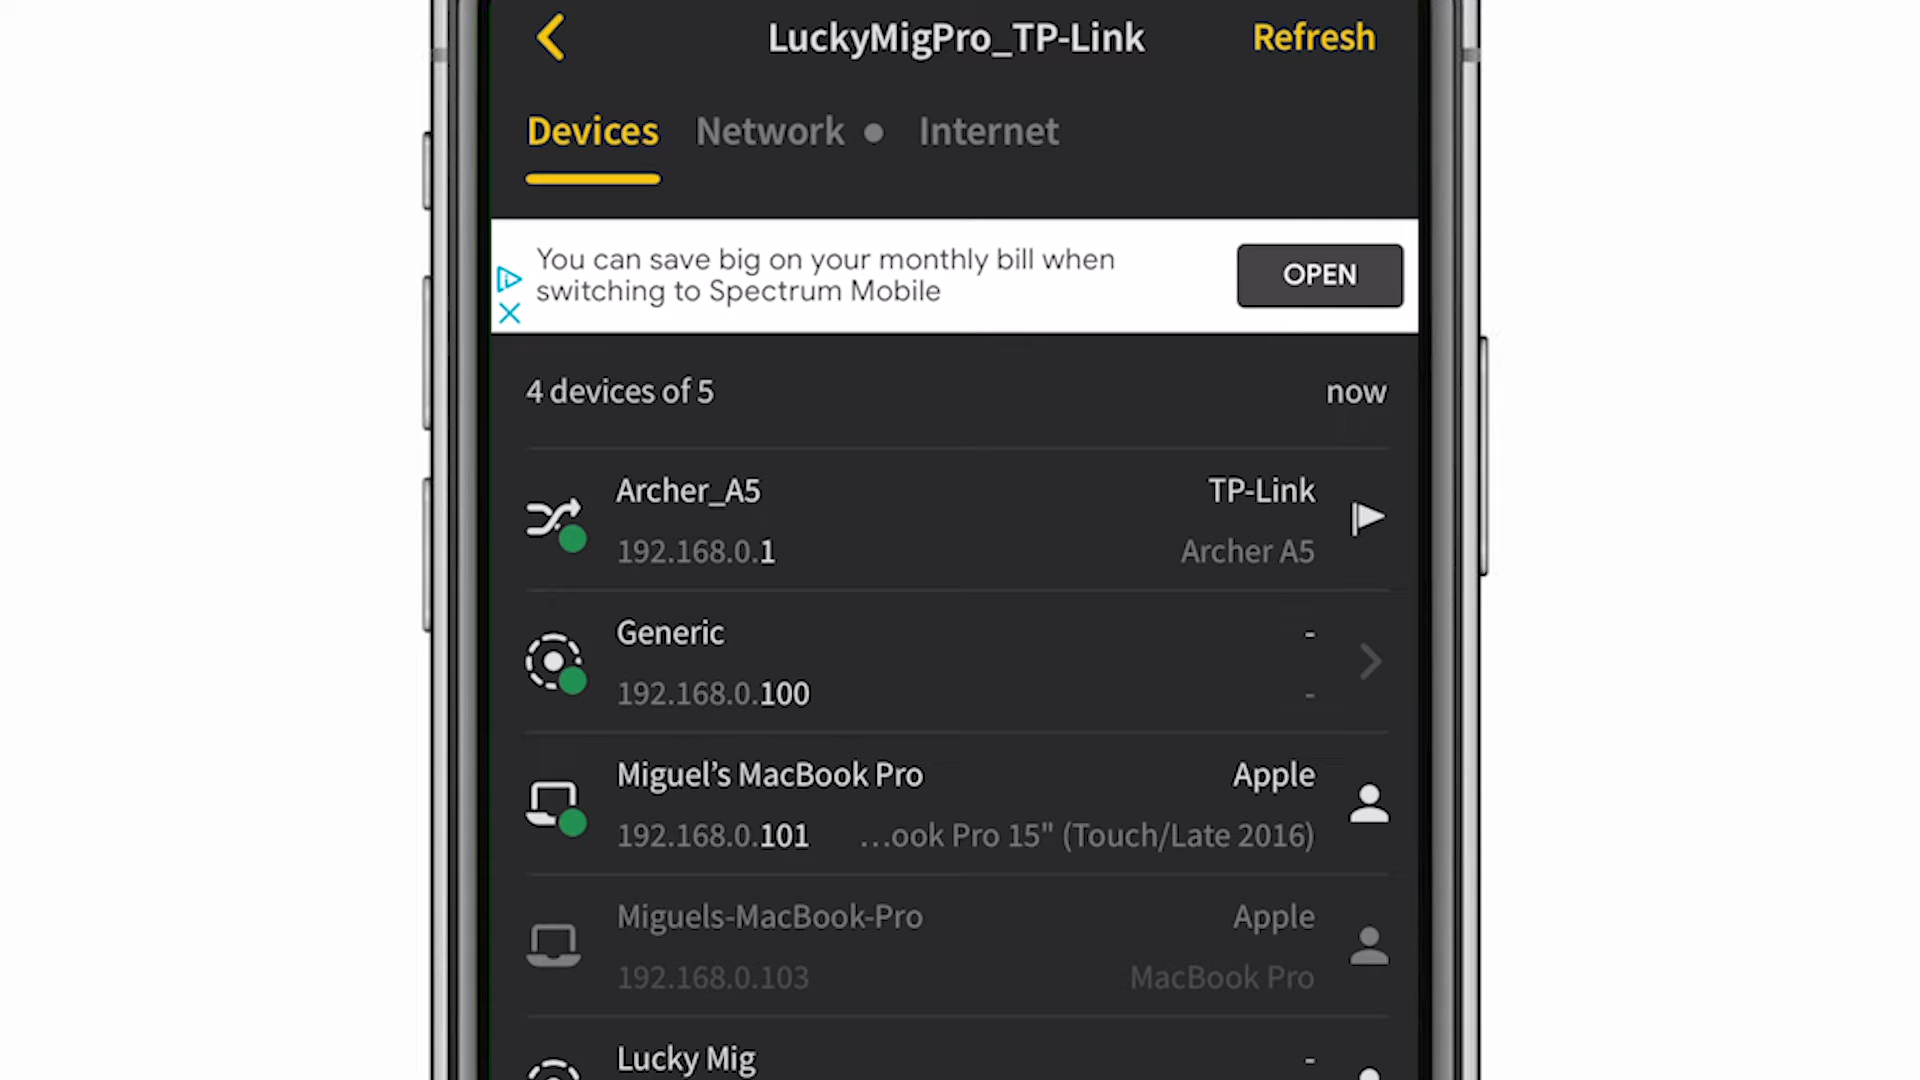 LuckyMigPro_TP-Link
Refresh
Devices
Network
Internet
You can save big on your monthly bill when
switching to Spectrum Mobile
OPEN
4 devices of 5
now
Archer_A5
TP-Link
192.168.0.1
Archer A5
Generic
-
192.168.0.100
-
Miguel’s MacBook Pro
Apple
192.168.0.101
...ook Pro 15" (Touch/Late 2016)
Miguels-MacBook-Pro
Apple
192.168.0.103
MacBook Pro
Lucky Mig
-